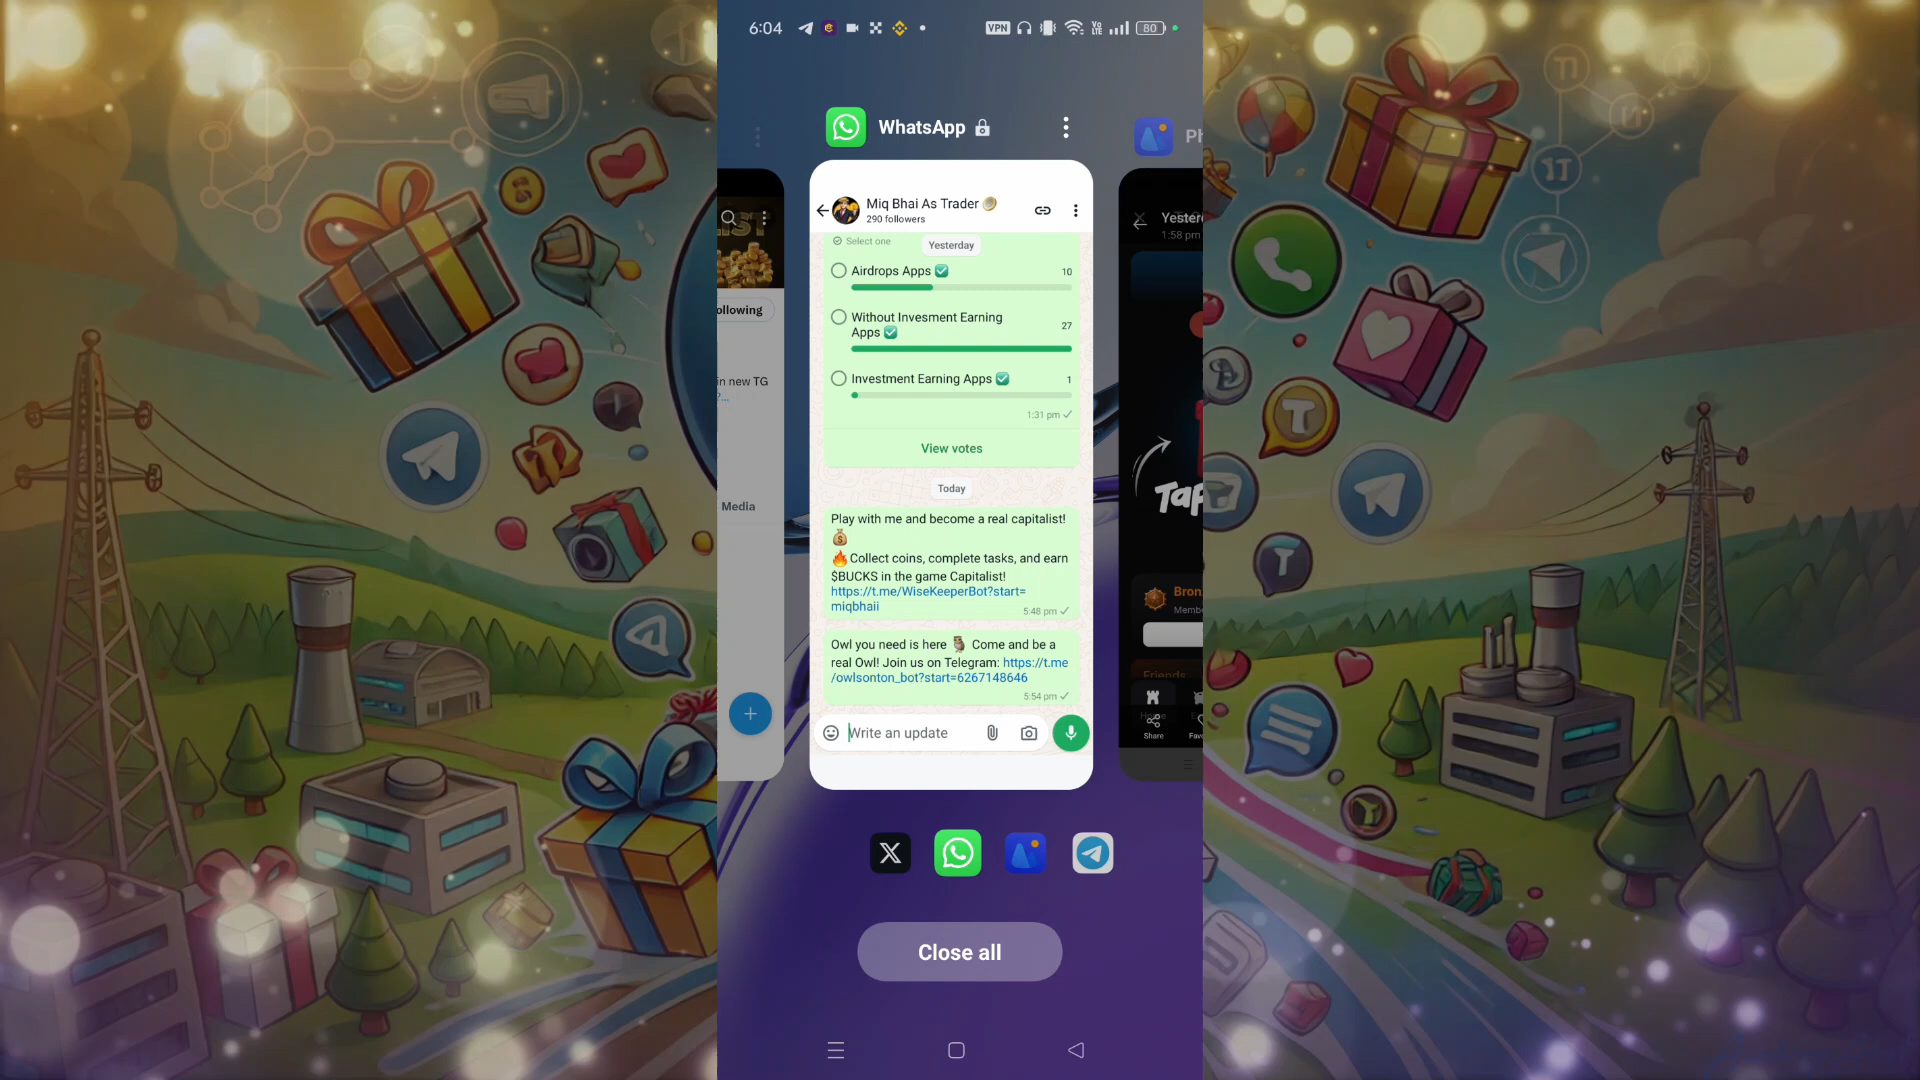 6:04
VPN
VoLTE
80
WhatsApp
Miq Bhai As Trader
290 followers
Select one
Yesterday
Airdrops Apps ✅
10
Without Invesment Earning
Apps ✅
27
Investment Earning Apps ✅
1
1:31 pm
View votes
Today
Play with me and become a real capitalist!
💰
🔥Collect coins, complete tasks, and earn
$BUCKS in the game Capitalist!
https://t.me/WiseKeeperBot?start=
miqbhaii
5:48 pm
Owl you need is here 🦉 Come and be a
real Owl! Join us on Telegram: https://t.me
/owlsonton_bot?start=6267148646
5:54 pm
Write an update
ollowing
in new TG
Media
1:58 pm
Share
Close all